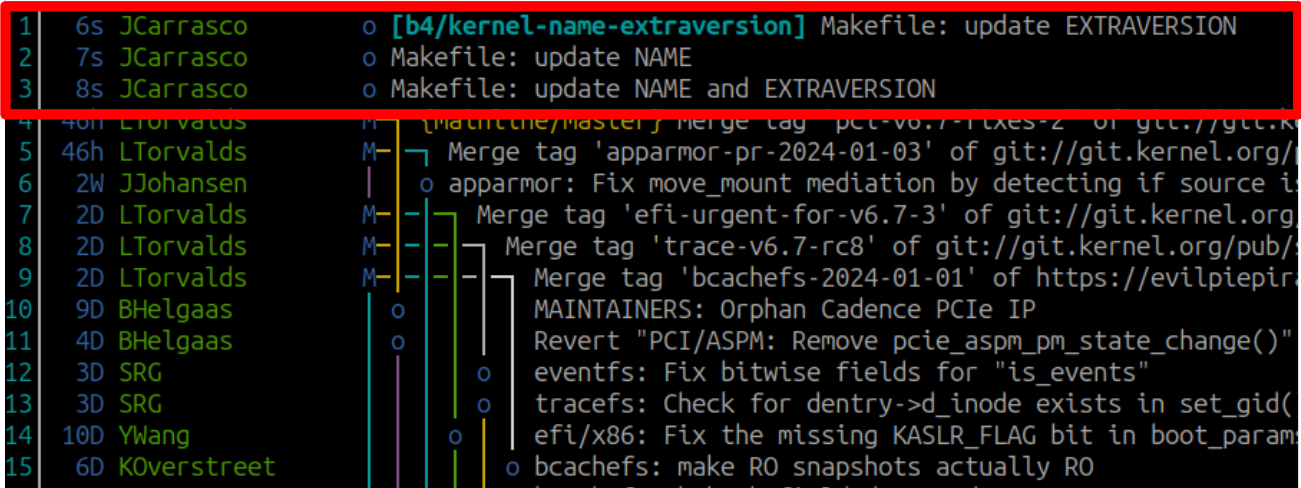 1 6s JCarrasco o [b4/kernel-name-extraversion] Makefile: update EXTRAVERSION
2 7s JCarrasco o Makefile: update NAME
3 8s JCarrasco o Makefile: update NAME and EXTRAVERSION
4 46h LTorvalds M {Mainline/Master} Merge tag 'pci-v6.7-fixes-2' of git://git.k
5 46h LTorvalds M Merge tag 'apparmor-pr-2024-01-03' of git://git.kernel.org/
6 2W JJohansen o apparmor: Fix move_mount mediation by detecting if source i
7 2D LTorvalds M Merge tag 'efi-urgent-for-v6.7-3' of git://git.kernel.org
8 2D LTorvalds M Merge tag 'trace-v6.7-rc8' of git://git.kernel.org/pub/
9 2D LTorvalds M Merge tag 'bcachefs-2024-01-01' of https://evilpiepir
10 9D BHelgaas o MAINTAINERS: Orphan Cadence PCIe IP
11 4D BHelgaas o Revert "PCI/ASPM: Remove pcie_aspm_pm_state_change()"
12 3D SRG o eventfs: Fix bitwise fields for "is_events"
13 3D SRG o tracefs: Check for dentry->d_inode exists in set_gid(
14 10D YWang o efi/x86: Fix the missing KASLR_FLAG bit in boot_param
15 6D KOverstreet o bcachefs: make RO snapshots actually RO